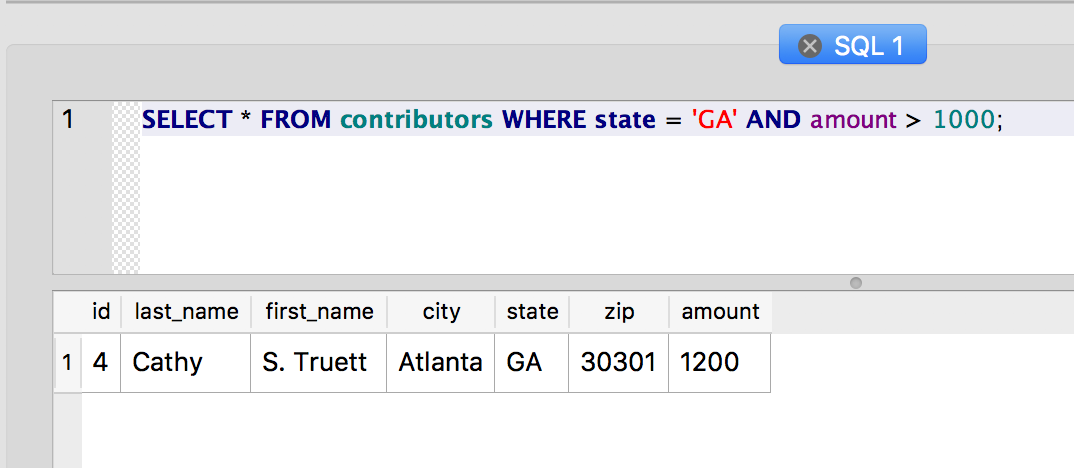 SQL 1
1 SELECT * FROM contributors WHERE state = 'GA' AND amount > 1000;
id last_name first_name city state zip amount
1 4 Cathy S. Truett Atlanta GA 30301 1200